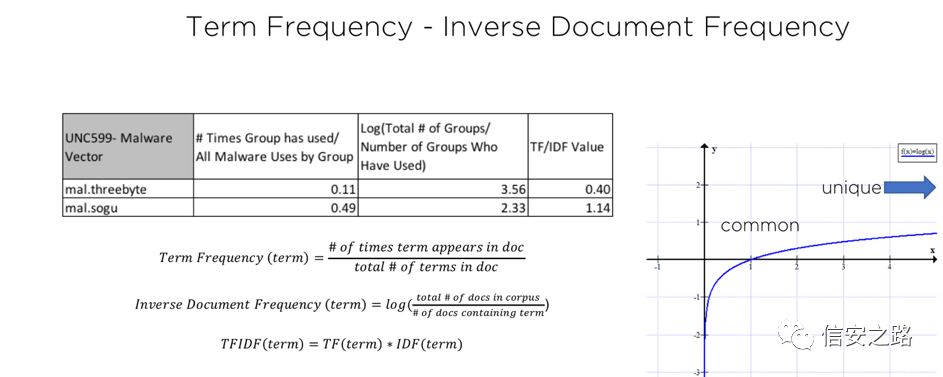 Term Frequency - Inverse Document Frequency
UNC599- Malware
Vector
# Times Group has used/
All Malware Uses by Group
Log(Total # of Groups/
Number of Groups Who
Have Used)
TF/IDF Value
mal.threebyte 0.11 3.56 0.40
mal.sogu 0.49 2.33 1.14
Term Frequency (term) = # of times term appears in doc / total # of terms in doc
Inverse Document Frequency (term) = log(total # of docs in corpus / # of docs containing term)
TFIDF(term) = TF(term) * IDF(term)
y
f(x)=log(x)
2
unique
1
common
x
-1 1 2 3 4
-1
-2
-3
信安之路